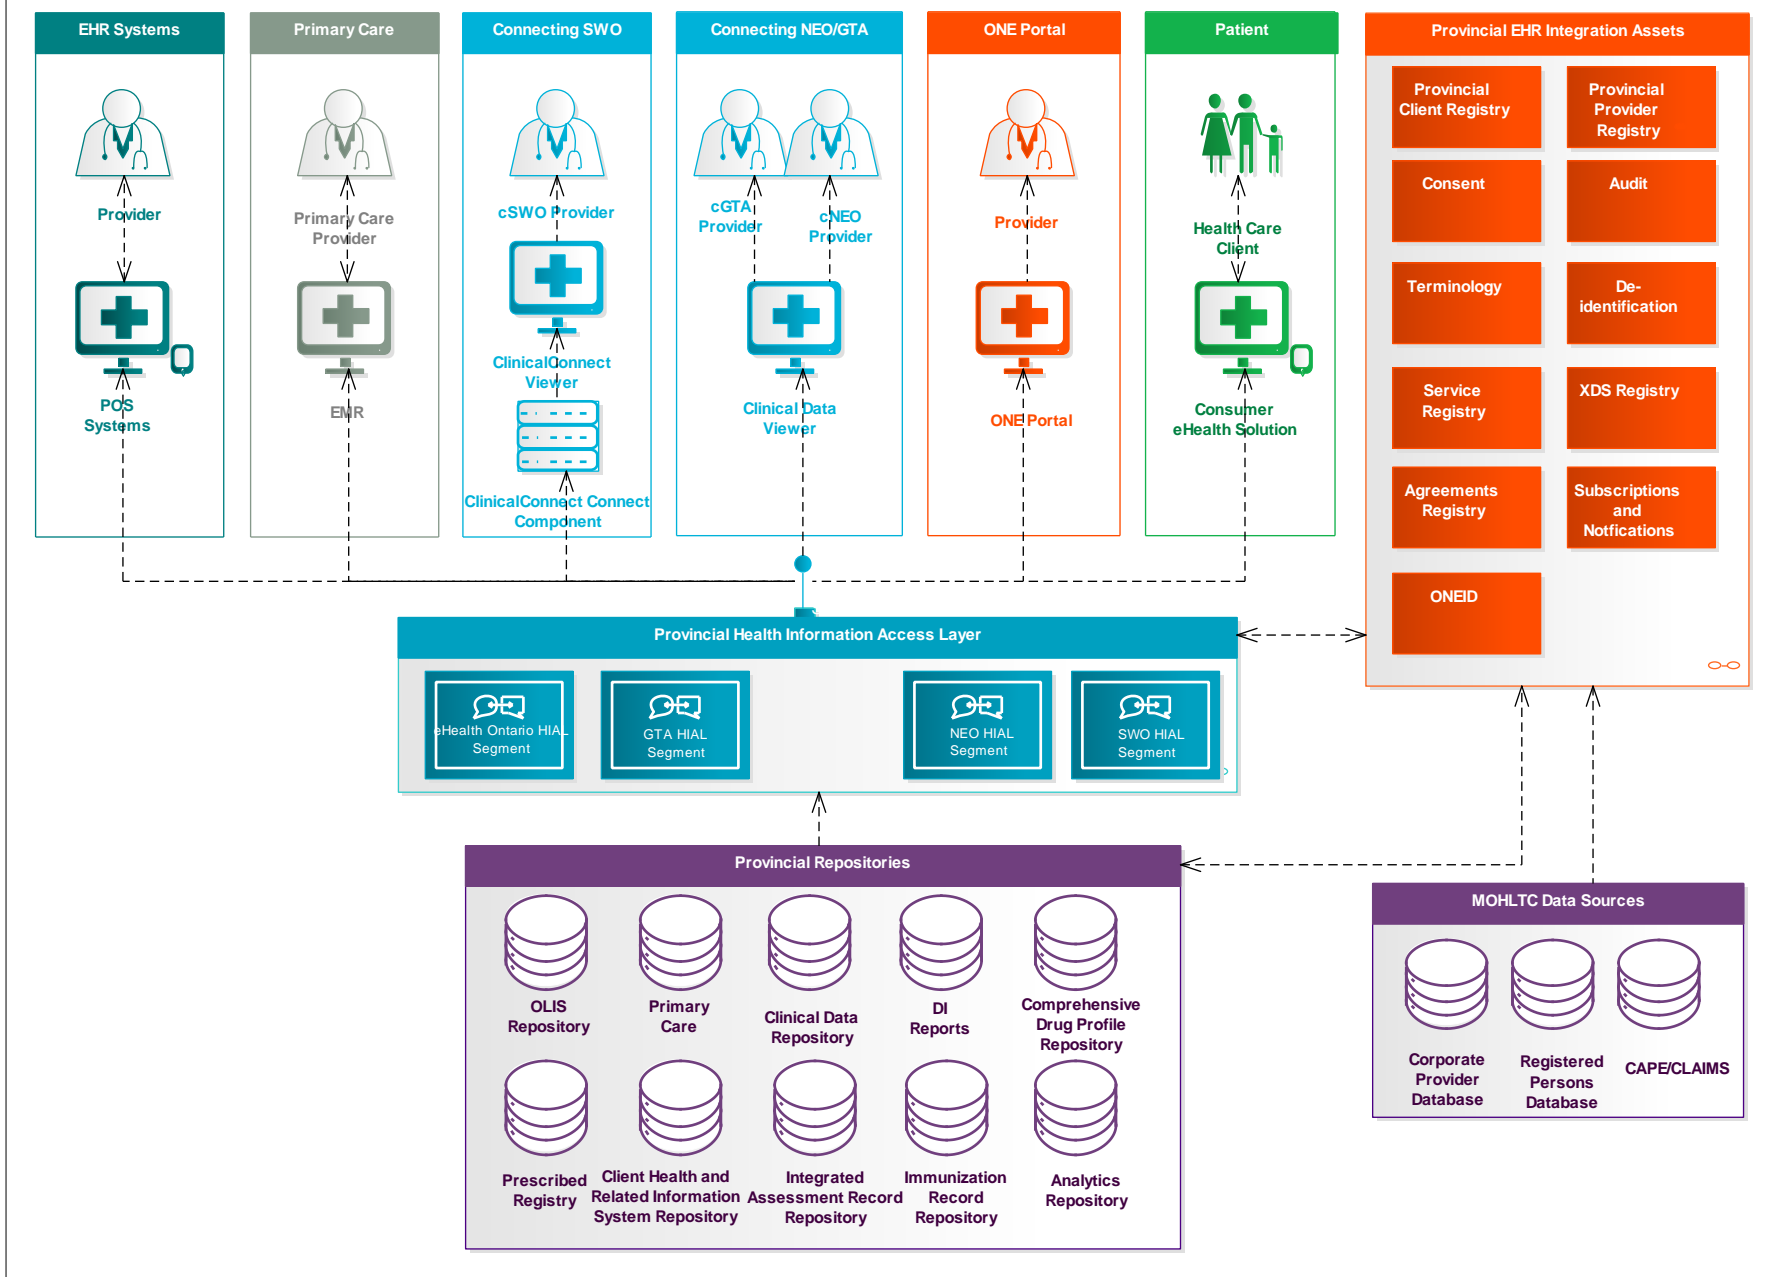 EHR Systems
Primary Care
Connecting SWO
Connecting NEO/GTA
ONE Portal
Patient
Provincial EHR Integration Assets
Provider
POS
Systems
Primary Care
Provider
EMR
cSWO Provider
ClinicalConnect
Viewer
ClinicalConnect Connect
Component
cGTA
Provider
cNEO
Provider
Clinical Data
Viewer
Provider
ONE Portal
Health Care
Client
Consumer
eHealth Solution
Provincial
Client Registry
Provincial
Provider
Registry
Consent
Audit
Terminology
De-
identification
Service
Registry
XDS Registry
Agreements
Registry
Subscriptions
and
Notfications
ONEID
Provincial Health Information Access Layer
eHealth Ontario HIAL
Segment
GTA HIAL
Segment
NEO HIAL
Segment
SWO HIAL
Segment
Provincial Repositories
OLIS
Repository
Primary
Care
Clinical Data
Repository
DI
Reports
Comprehensive
Drug Profile
Repository
Prescribed
Registry
Client Health and
Related Information
System Repository
Integrated
Assessment Record
Repository
Immunization
Record
Repository
Analytics
Repository
MOHLTC Data Sources
Corporate
Provider
Database
Registered
Persons
Database
CAPE/CLAIMS